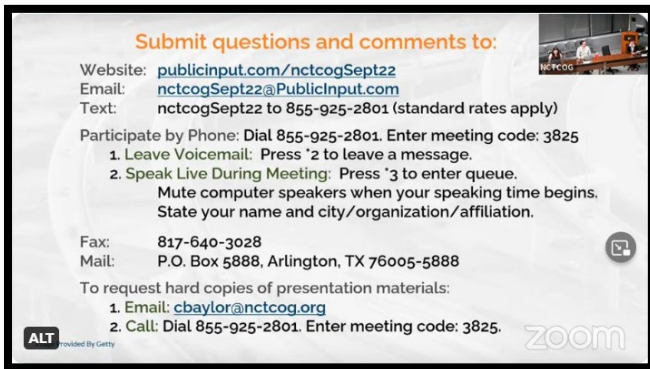 Submit questions and comments to:
NCTCOG
Website: publicinput.com/nctcogSept22
Email: nctcogSept22@PublicInput.com
Text: nctcogSept22 to 855-925-2801 (standard rates apply)
Participate by Phone: Dial 855-925-2801. Enter meeting code: 3825
1. Leave Voicemail: Press *2 to leave a message.
2. Speak Live During Meeting: Press *3 to enter queue.
Mute computer speakers when your speaking time begins.
State your name and city/organization/affiliation.
Fax: 817-640-3028
Mail: P.O. Box 5888, Arlington, TX 76005-5888
To request hard copies of presentation materials:
1. Email: cbaylor@nctcog.org
2. Call: Dial 855-925-2801. Enter meeting code: 3825.
ALT
Provided By Getty
zoom